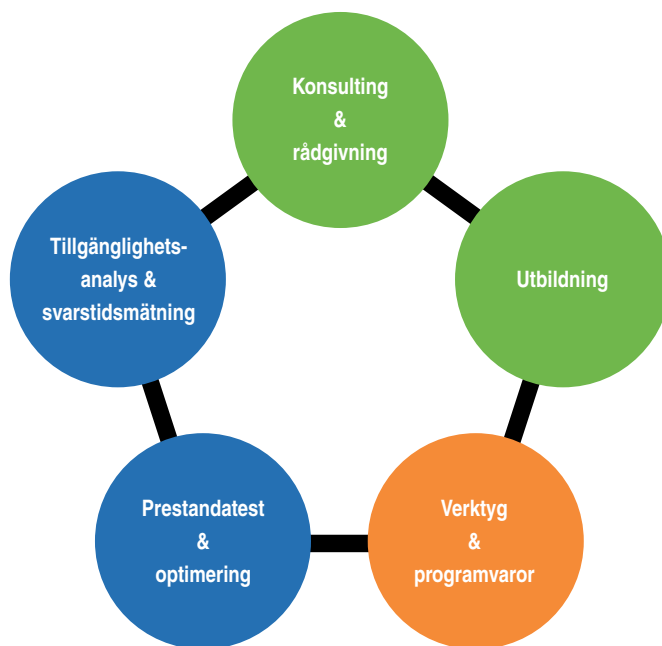 Konsulting
&
rådgivning
Tillgänglighets-
analys &
svarstidsmätning
Utbildning
Prestandatest
&
optimering
Verktyg
&
programvaror